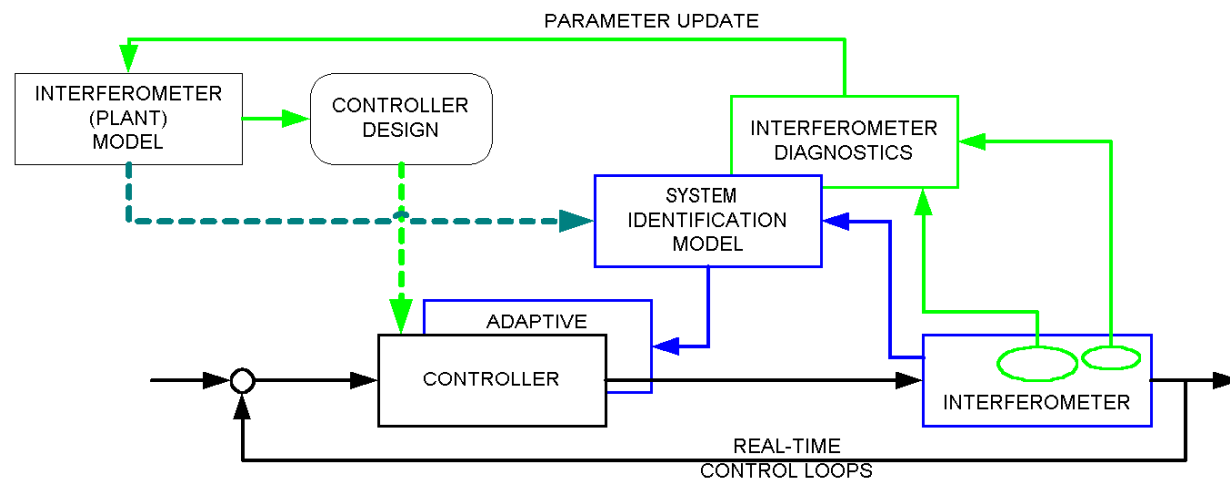 PARAMETER UPDATE
INTERFEROMETER
(PLANT)
MODEL
CONTROLLER
DESIGN
INTERFEROMETER
DIAGNOSTICS
SYSTEM
IDENTIFICATION
MODEL
ADAPTIVE
CONTROLLER
INTERFEROMETER
REAL-TIME
CONTROL LOOPS